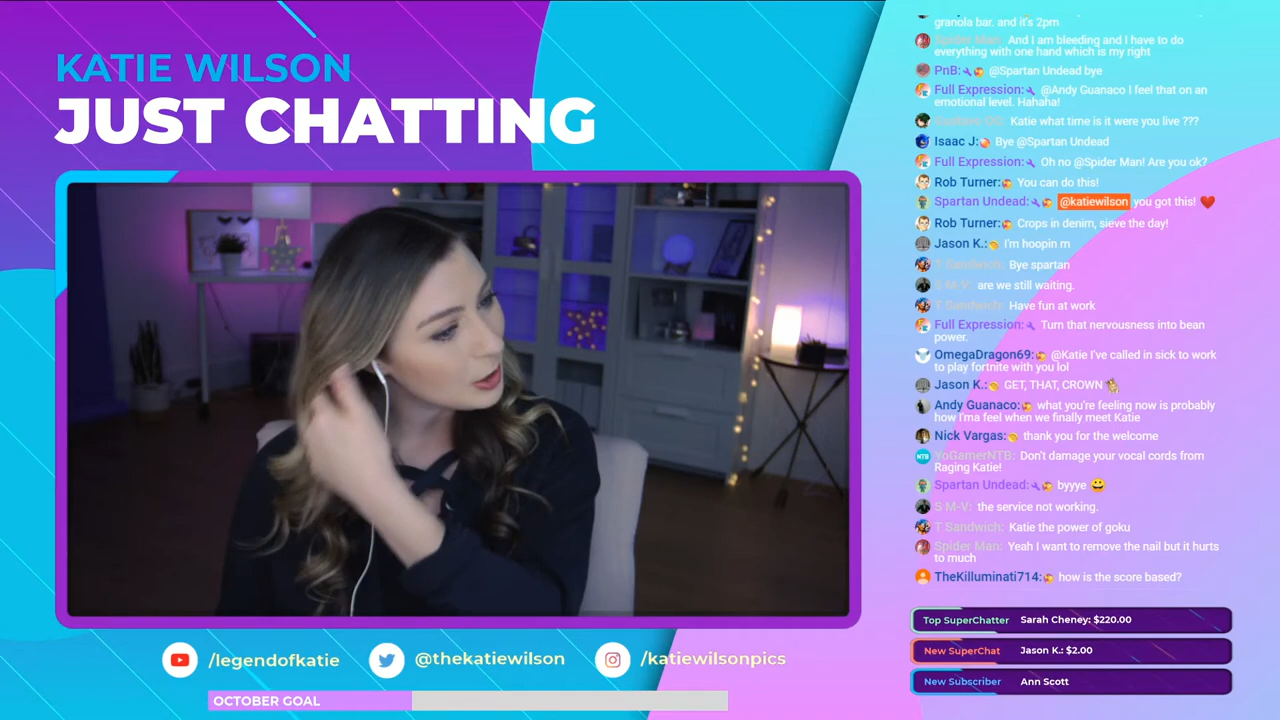 KATIE WILSON
JUST CHATTING
granola bar. and it's 2pm
Spider Man: And I am bleeding and I have to do
everything with one hand which is my right
PnB: @Spartan Undead bye
Full Expression: @Andy Guanaco I feel that on an
emotional level. Hahaha!
Katie what time is it were you live ???
Isaac J: Bye @Spartan Undead
Full Expression: Oh no @Spider Man! Are you ok?
Rob Turner: You can do this!
Spartan Undead: @katiewilson you got this!
Rob Turner: Crops in denim, sieve the day!
Jason K.: I'm hoopin rn
T Sandwich: Bye spartan
S M-V: are we still waiting.
T Sandwich: Have fun at work
Full Expression: Turn that nervousness into bean
power.
OmegaDragon69: @Katie I've called in sick to work
to play fortnite with you lol
Jason K.: GET, THAT, CROWN
Andy Guanaco: what you're feeling now is probably
how I'ma feel when we finally meet Katie
Nick Vargas: thank you for the welcome
YoGamerNTB: Don't damage your vocal cords from
Raging Katie!
Spartan Undead: byyye
S M-V: the service not working.
T Sandwich: Katie the power of goku
Spider Man: Yeah I want to remove the nail but it hurts
to much
TheKilluminati714: how is the score based?
Top SuperChatter Sarah Cheney: $220.00
New SuperChat Jason K.: $2.00
New Subscriber Ann Scott
/legendofkatie @thekatiewilson /katiewilsonpics
OCTOBER GOAL